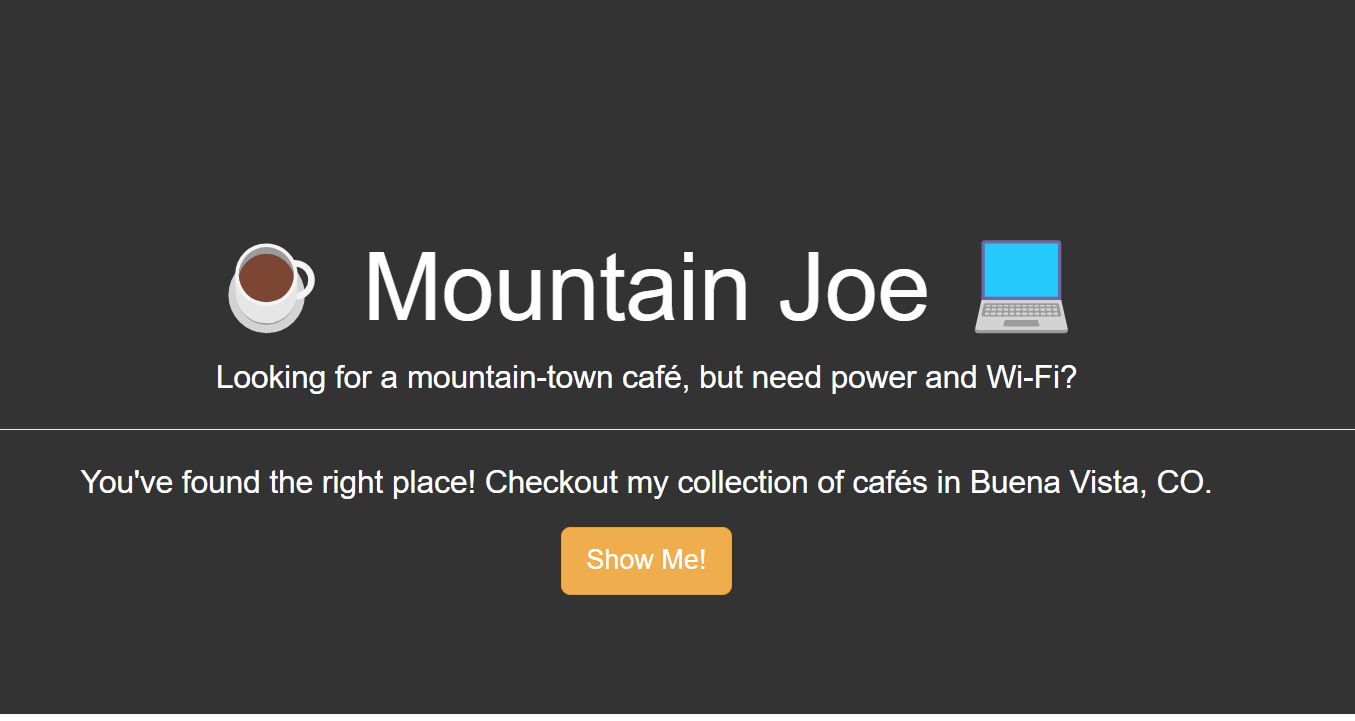 Mountain Joe
Looking for a mountain-town café, but need power and Wi-Fi?
You've found the right place! Checkout my collection of cafés in Buena Vista, CO.
Show Me!